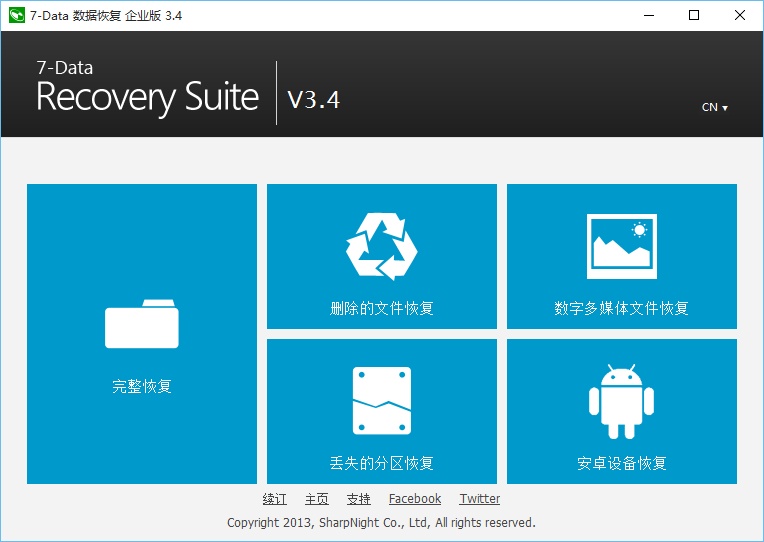 7-Data 数据恢复 企业版 3.4
7-Data
Recovery Suite V3.4
CN
完整恢复
删除的文件恢复
数字多媒体文件恢复
丢失的分区恢复
安卓设备恢复
续订 主页 支持 Facebook Twitter
Copyright 2013, SharpNight Co., Ltd, All rights reserved.